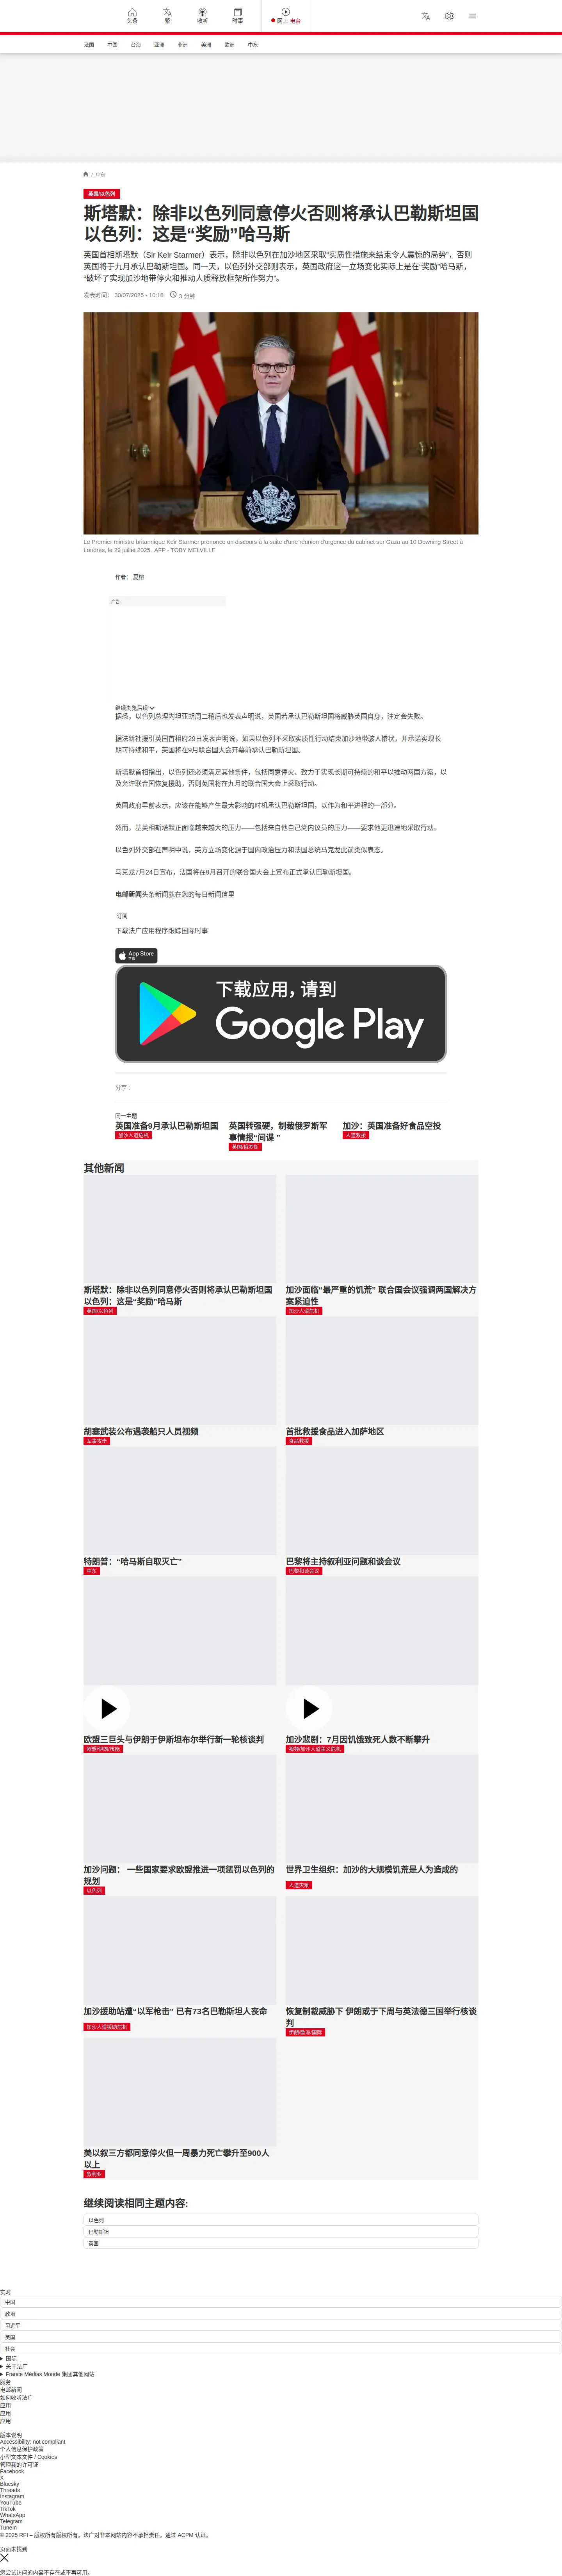 头条
繁
收听
时事
网上 电台
法国 中国 台海 亚洲 非洲 美洲 欧洲 中东
英国/以色列
斯塔默：除非以色列同意停火否则将承认巴勒斯坦国
以色列：这是“奖励”哈马斯
英国首相斯塔默（Sir Keir Starmer）表示，除非以色列在加沙地区采取“实质性措施来结束令人震惊的局势”，否则
英国将于九月承认巴勒斯坦国。同一天，以色列外交部则表示，英国政府这一立场变化实际上是在“奖励”哈马斯，
“破坏了实现加沙地带停火和推动人质释放框架所作努力”。
发表时间： 30/07/2025 - 10:18
3 分钟
Le Premier ministre britannique Keir Starmer prononce un discours à la suite d'une réunion d'urgence du cabinet sur Gaza au 10 Downing Street à
Londres, le 29 juillet 2025. AFP - TOBY MELVILLE
作者： 夏榕
广告
继续浏览后续
据悉，以色列总理内坦亚胡周二稍后也发表声明说，英国若承认巴勒斯坦国将威胁英国自身，注定会失败。
据法新社援引英国首相府29日发表声明说，如果以色列不采取实质性行动结束加沙地带骇人惨状，并承诺实现长
期可持续和平，英国将在9月联合国大会开幕前承认巴勒斯坦国。
斯塔默首相指出，以色列还必须满足其他条件，包括同意停火、致力于实现长期可持续的和平以推动两国方案，以
及允许联合国恢复援助，否则英国将在九月的联合国大会上采取行动。
英国政府早前表示，应该在能够产生最大影响的时机承认巴勒斯坦国，以作为和平进程的一部分。
然而，基英相斯塔默正面临越来越大的压力——包括来自他自己党内议员的压力——要求他更迅速地采取行动。
以色列外交部在声明中说，英方立场变化源于国内政治压力和法国总统马克龙此前类似表态。
马克龙7月24日宣布，法国将在9月召开的联合国大会上宣布正式承认巴勒斯坦国。
电邮新闻头条新闻就在您的每日新闻信里
订阅
下载法广应用程序跟踪国际时事
App Store
下载
下载应用，请到
Google Play
分享 :
同一主题
英国准备9月承认巴勒斯坦国
加沙人道危机
英国转强硬，制裁俄罗斯军
事情报“间谍 ”
英国/俄罗斯
加沙：英国准备好食品空投
人道救援
其他新闻
斯塔默：除非以色列同意停火否则将承认巴勒斯坦国
以色列：这是“奖励”哈马斯
英国/以色列
加沙面临“最严重的饥荒” 联合国会议强调两国解决方
案紧迫性
加沙人道危机
胡塞武装公布遇袭船只人员视频
军事攻击
首批救援食品进入加萨地区
食品救援
特朗普：“哈马斯自取灭亡”
中东
巴黎将主持叙利亚问题和谈会议
巴黎和谈会议
欧盟三巨头与伊朗于伊斯坦布尔举行新一轮核谈判
欧盟/伊朗/核能
加沙悲剧：7月因饥饿致死人数不断攀升
视频/加沙人道主义危机
加沙问题： 一些国家要求欧盟推进一项惩罚以色列的
规划
以色列
世界卫生组织：加沙的大规模饥荒是人为造成的
人道灾难
加沙援助站遭“以军枪击” 已有73名巴勒斯坦人丧命
加沙人道援助危机
恢复制裁威胁下 伊朗或于下周与英法德三国举行核谈
判
伊朗/欧洲/国际
美以叙三方都同意停火但一周暴力死亡攀升至900人
以上
叙利亚
继续阅读相同主题内容:
以色列
巴勒斯坦
英国
实时
中国
政治
习近平
美国
社会
国际
关于法广
France Médias Monde 集团其他网站
服务
电邮新闻
如何收听法广
应用
应用
应用
版本说明
Accessibility: not compliant
个人信息保护政策
小型文本文件 / Cookies
管理我的许可证
Facebook
X
Bluesky
Threads
Instagram
YouTube
TikTok
WhatsApp
Telegram
TuneIn
© 2025 RFI – 版权所有版权所有。法广对非本网站内容不承担责任。通过 ACPM 认证。
页面未找到
您尝试访问的内容不存在或不再可用。